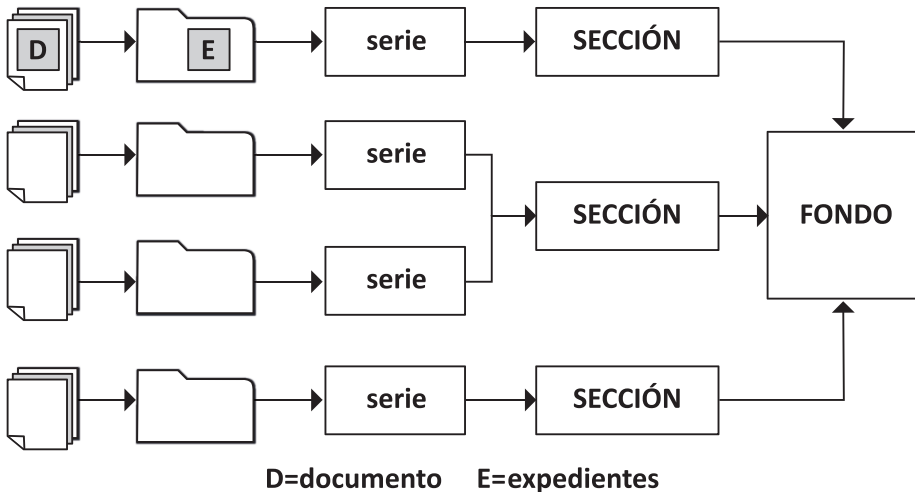 D
E
serie
SECCIÓN
serie
SECCIÓN
FONDO
serie
serie
SECCIÓN
D=documento E=expedientes